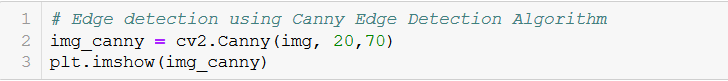 1 # Edge detection using Canny Edge Detection Algorithm
2 img_canny = cv2.Canny(img, 20,70)
3 plt.imshow(img_canny)